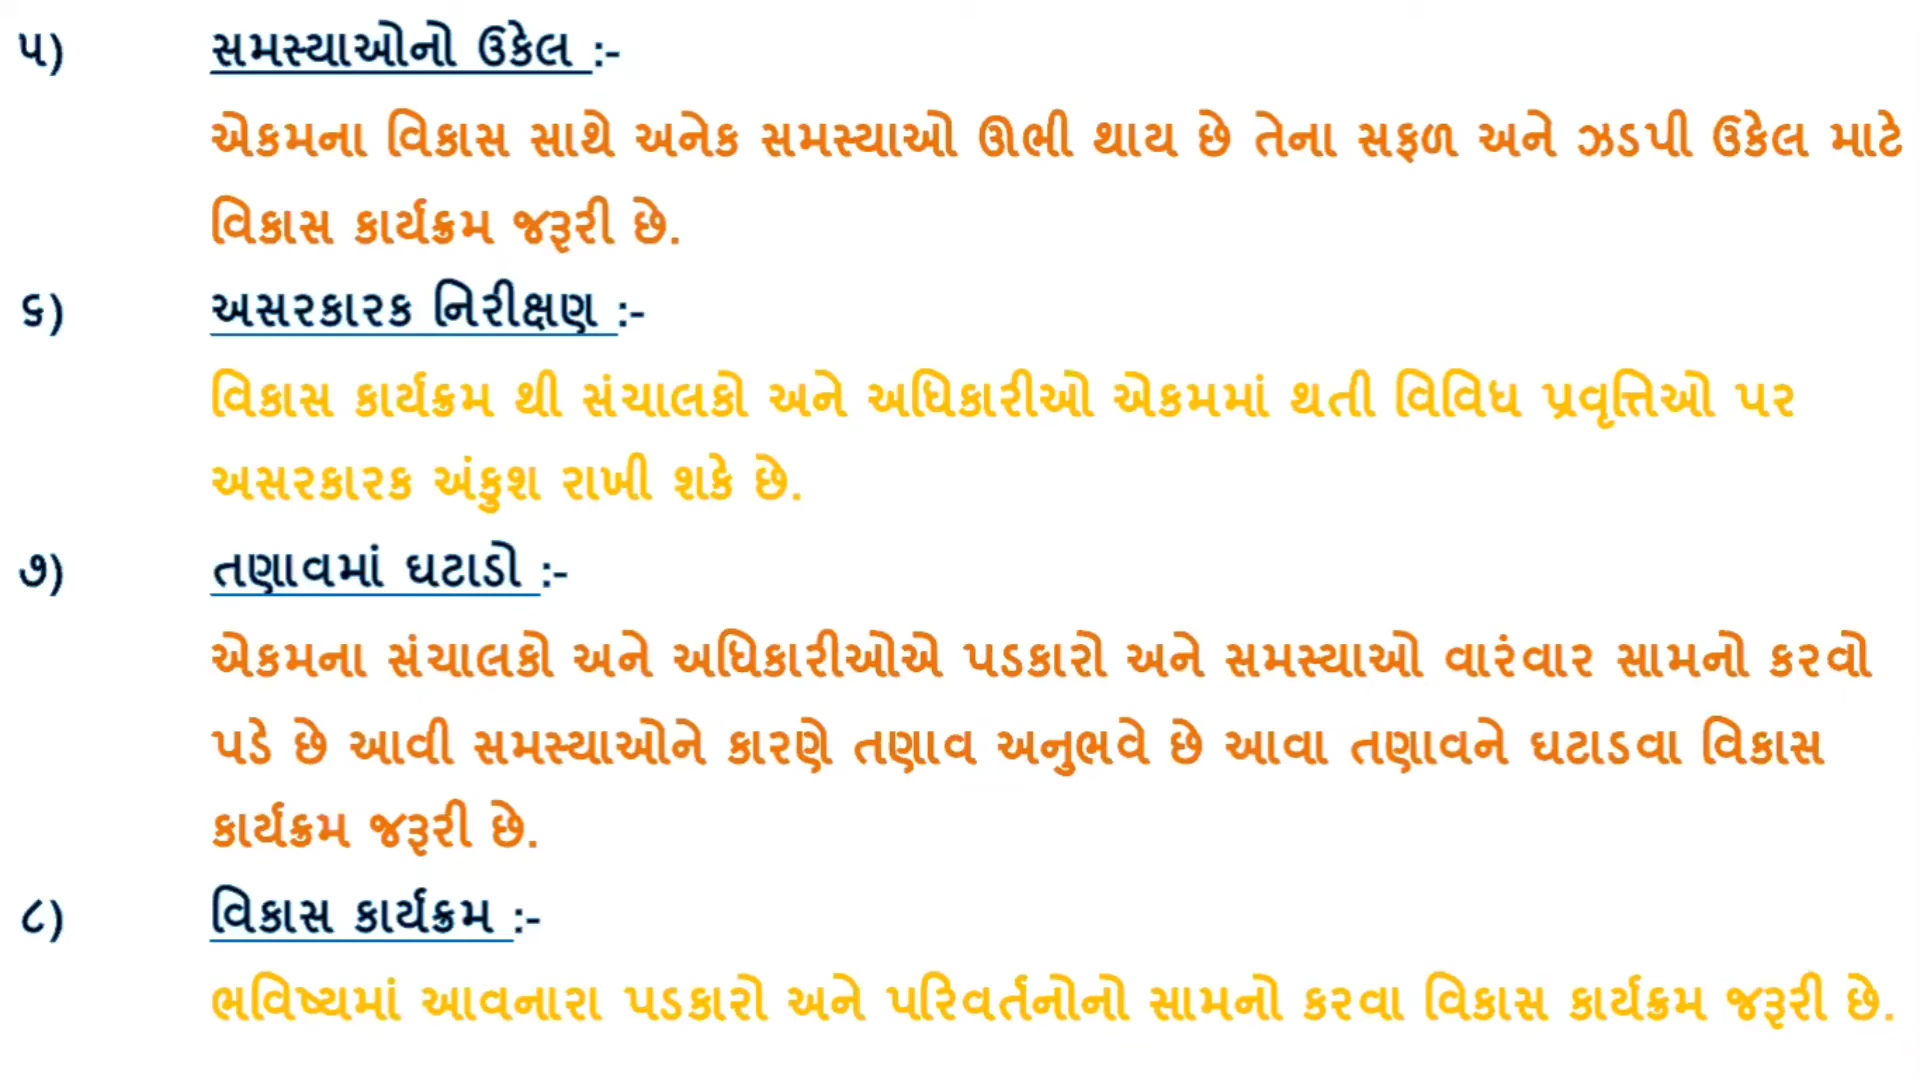 ૫) સમસ્યાઓનો ઉકેલ :-
એકમના વિકાસ સાથે અનેક સમસ્યાઓ ઊભી થાય છે તેના સફળ અને ઝડપી ઉકેલ માટે
વિકાસ કાર્યક્રમ જરૂરી છે.
૬) અસરકારક નિરીક્ષણ :-
વિકાસ કાર્યક્રમ થી સંચાલકો અને અધિકારીઓ એકમમાં થતી વિવિધ પ્રવૃત્તિઓ પર
અસરકારક અંકુશ રાખી શકે છે.
૭) તણાવમાં ઘટાડો :-
એકમના સંચાલકો અને અધિકારીઓએ પડકારો અને સમસ્યાઓ વારંવાર સામનો કરવો
પડે છે આવી સમસ્યાઓને કારણે તણાવ અનુભવે છે આવા તણાવને ઘટાડવા વિકાસ
કાર્યક્રમ જરૂરી છે.
૮) વિકાસ કાર્યક્રમ :-
ભવિષ્યમાં આવનારા પડકારો અને પરિવર્તનોનો સામનો કરવા વિકાસ કાર્યક્રમ જરૂરી છે.